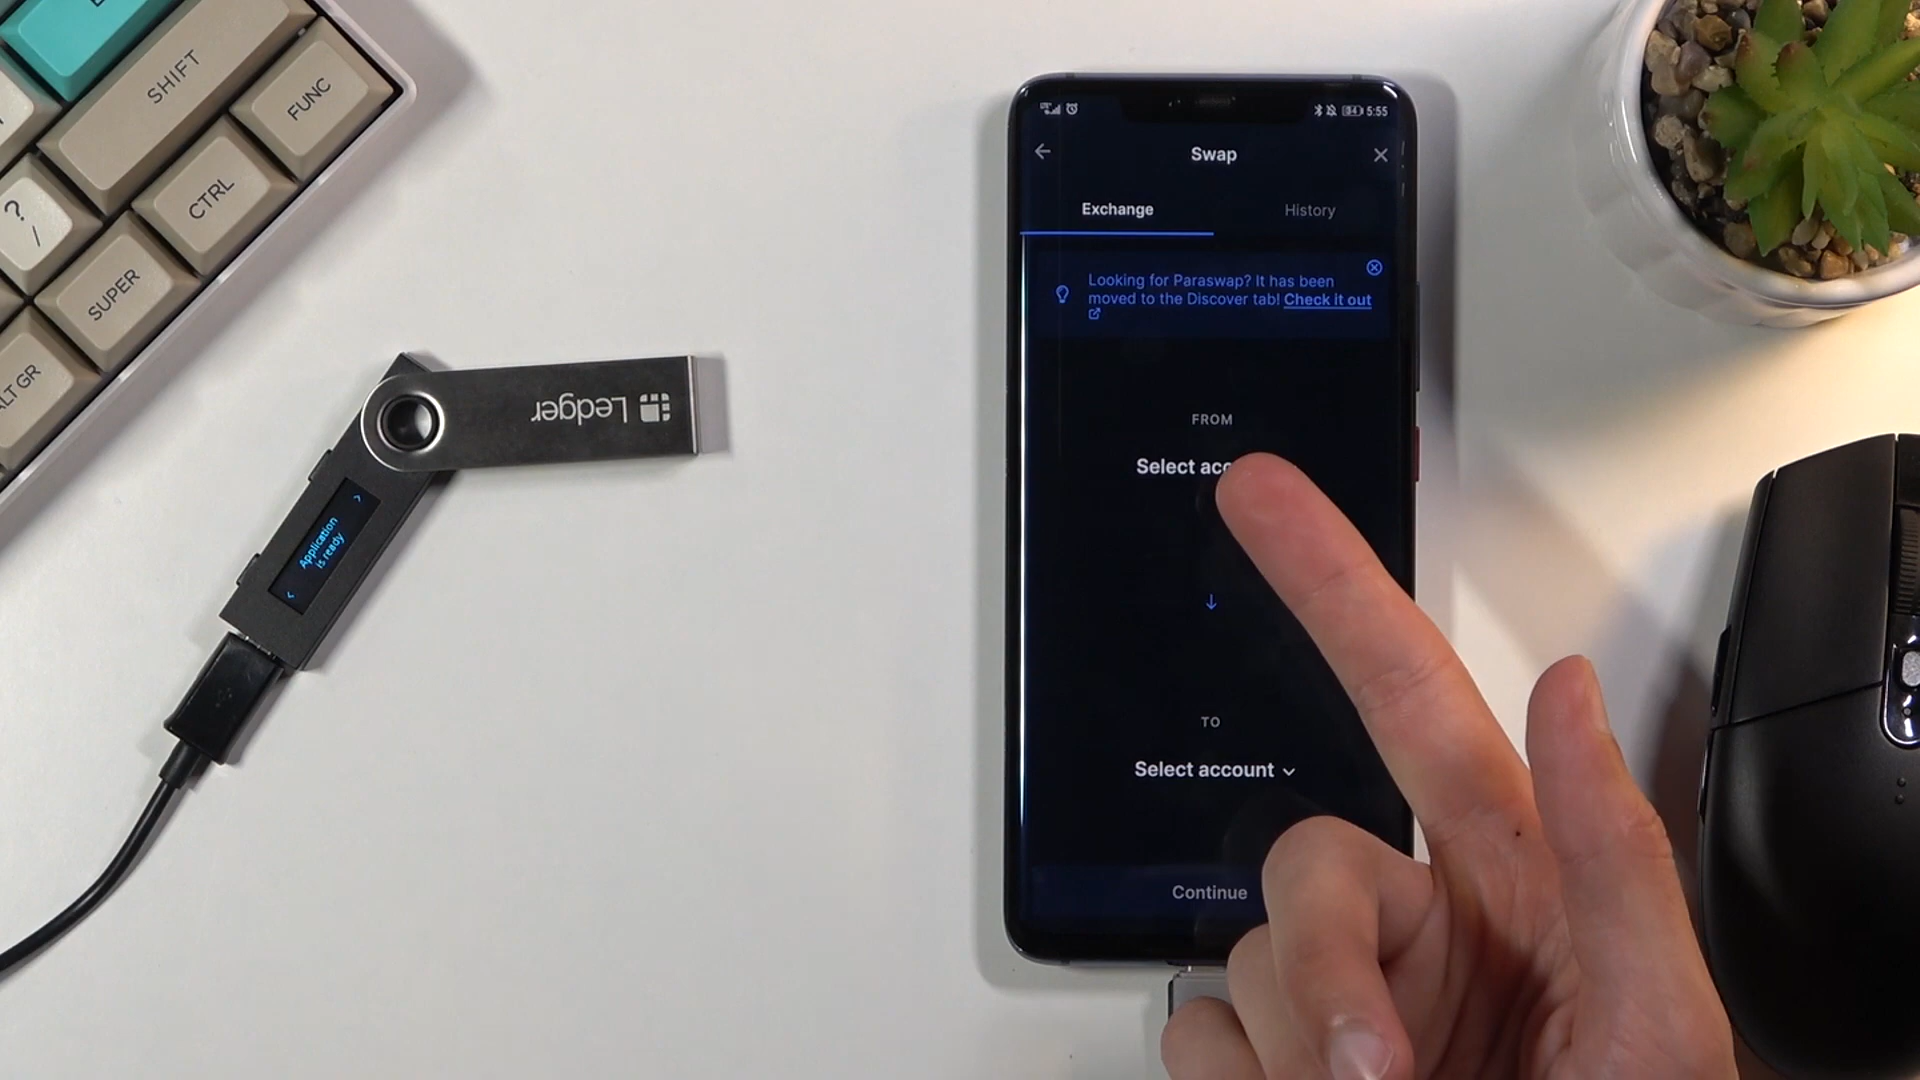 SHIFT
FUNC
CTRL
?
/
SUPER
ALT GR
Ledger
Application
is ready
5:55
Swap
Exchange
History
Looking for Paraswap? It has been
moved to the Discover tab! Check it out
FROM
Select
TO
Select account
Continue